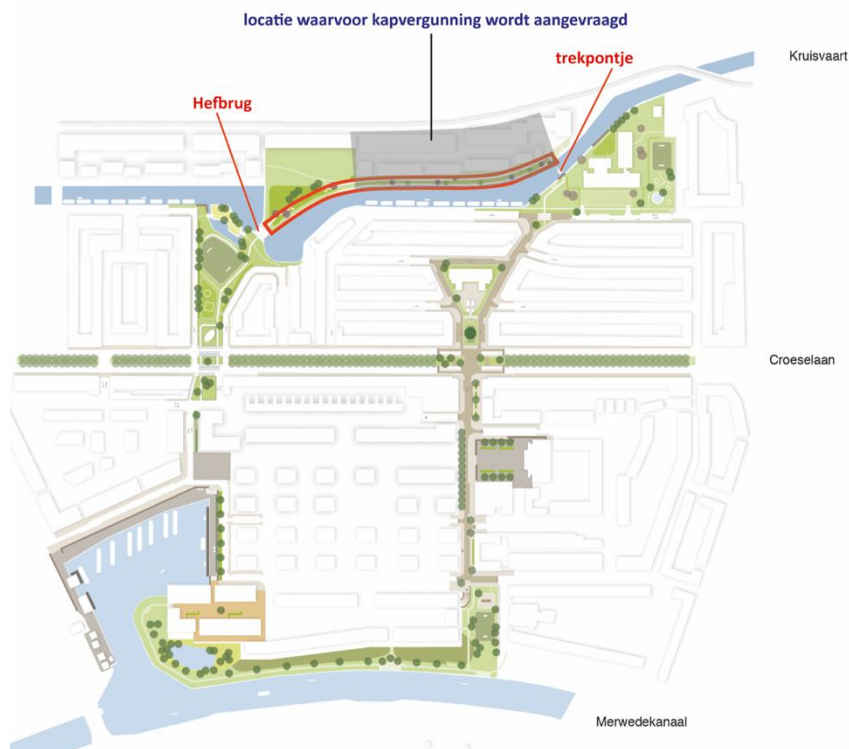 locatie waarvoor kapvergunning wordt aangevraagd
Kruisvaart
trekpontje
Hefbrug
Croeselaan
Merwedekanaal